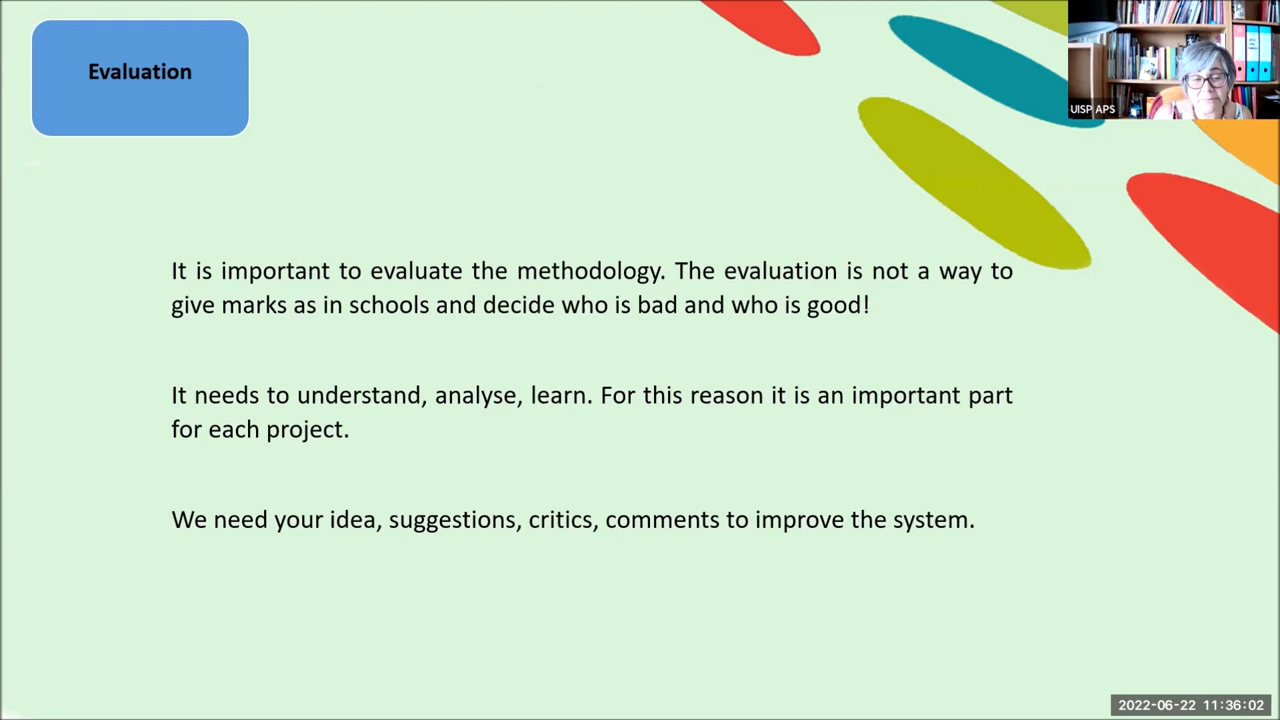 Evaluation
UISP APS
It is important to evaluate the methodology. The evaluation is not a way to
give marks as in schools and decide who is bad and who is good!
It needs to understand, analyse, learn. For this reason it is an important part
for each project.
We need your idea, suggestions, critics, comments to improve the system.
2022-06-22 11:36:02